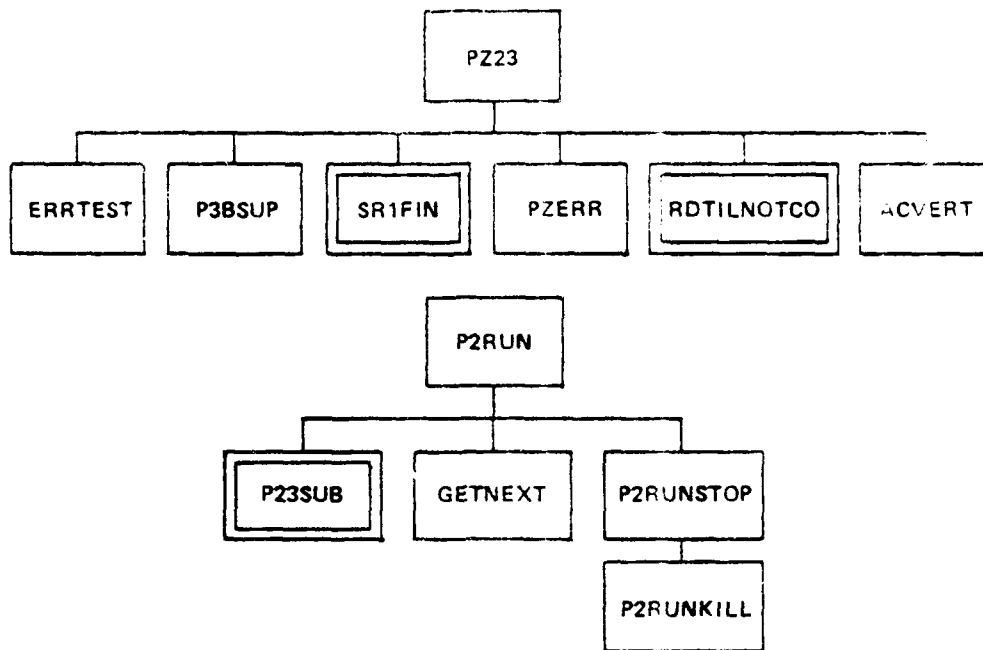 PZ23
ERRTEST P3BSUP SR1FIN PZERR RDTILNOTCO ACVERT
P2RUN
P23SUB GETNEXT P2RUNSTOP
P2RUNKILL